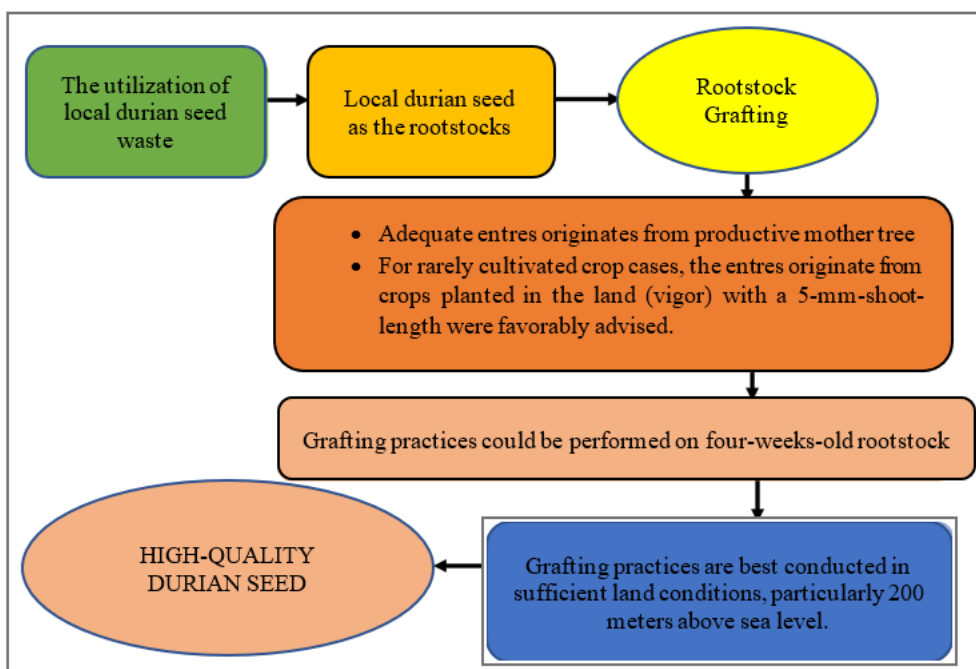 The utilization of
local durian seed
waste
Local durian seed
as the rootstocks
Rootstock
Grafting
• Adequate entres originates from productive mother tree
• For rarely cultivated crop cases, the entres originate from
crops planted in the land (vigor) with a 5-mm-shoot-
length were favorably advised.
Grafting practices could be performed on four-weeks-old rootstock
Grafting practices are best conducted in
sufficient land conditions, particularly 200
meters above sea level.
HIGH-QUALITY
DURIAN SEED